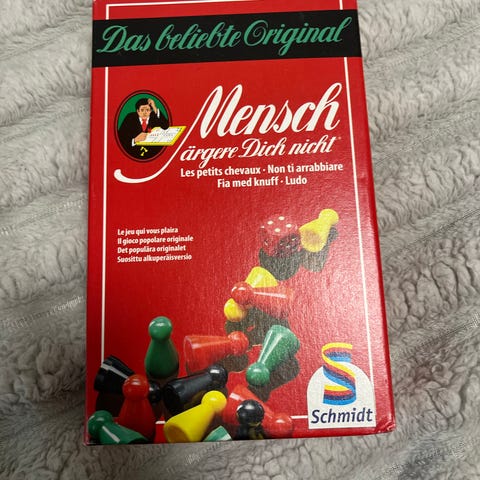 Das beliebte Original
Mensch
ärgere Dich nicht
Les petits chevaux · Non ti arrabbiare
Fia med knuff · Ludo
Le jeu qui vous plaira
Il gioco popolare originale
Det populära originalet
Suosittu alkuperäisversio
Schmidt